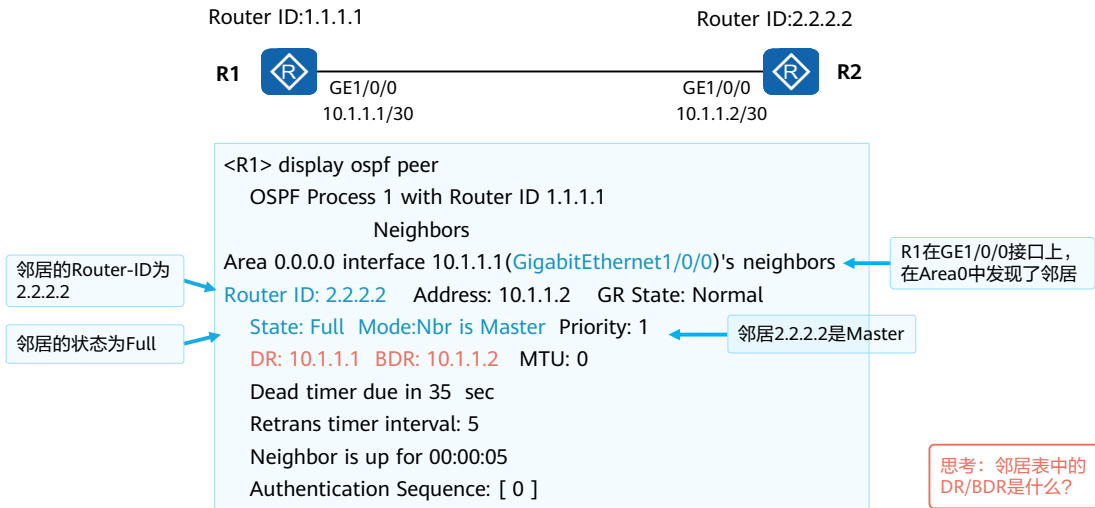 Router ID:1.1.1.1
Router ID:2.2.2.2
R1
R
R
R2
GE1/0/0
10.1.1.1/30
GE1/0/0
10.1.1.2/30
<R1> display ospf peer
OSPF Process 1 with Router ID 1.1.1.1
Neighbors
Area 0.0.0.0 interface 10.1.1.1(GigabitEthernet1/0/0)'s neighbors
Router ID: 2.2.2.2 Address: 10.1.1.2 GR State: Normal
State: Full Mode:Nbr is Master Priority: 1
DR: 10.1.1.1 BDR: 10.1.1.2 MTU: 0
Dead timer due in 35 sec
Retrans timer interval: 5
Neighbor is up for 00:00:05
Authentication Sequence: [ 0 ]
邻居的Router-ID为
2.2.2.2
邻居的状态为Full
R1在GE1/0/0接口上，
在Area0中发现了邻居
邻居2.2.2.2是Master
思考：邻居表中的
DR/BDR是什么？